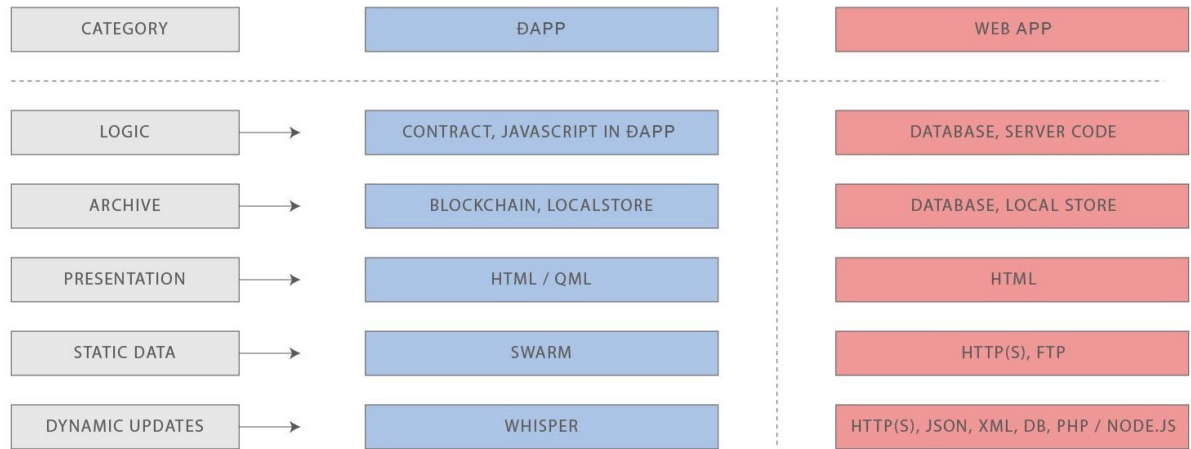 CATEGORY ĐAPP WEB APP
LOGIC CONTRACT, JAVASCRIPT IN ĐAPP DATABASE, SERVER CODE
ARCHIVE BLOCKCHAIN, LOCALSTORE DATABASE, LOCAL STORE
PRESENTATION HTML / QML HTML
STATIC DATA SWARM HTTP(S), FTP
DYNAMIC UPDATES WHISPER HTTP(S), JSON, XML, DB, PHP / NODE.JS